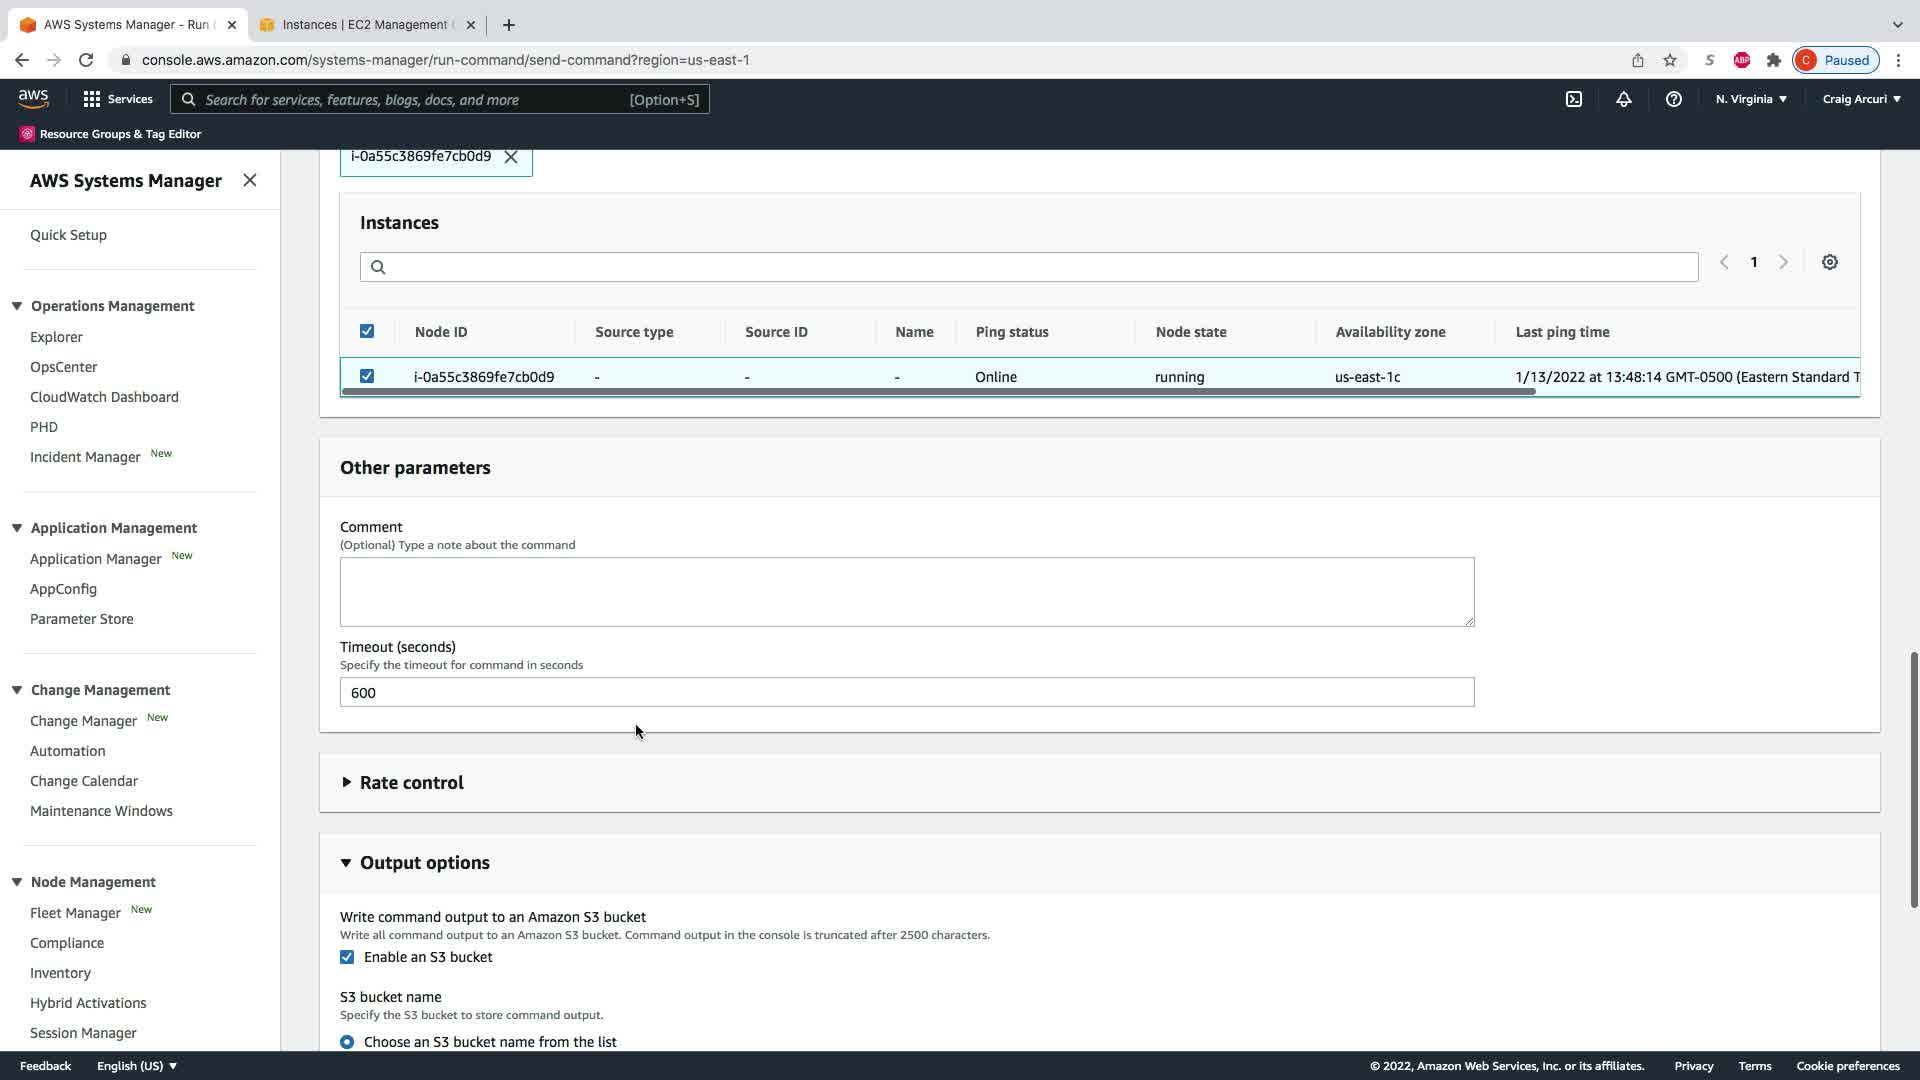 AWS Systems Manager - Run
Instances | EC2 Management
console.aws.amazon.com/systems-manager/run-command/send-command?region=us-east-1
S
ABP
C Paused
aws
Services
Search for services, features, blogs, docs, and more [Option+S]
N. Virginia
Craig Arcuri
Resource Groups & Tag Editor
AWS Systems Manager
Quick Setup
Operations Management
Explorer
OpsCenter
CloudWatch Dashboard
PHD
Incident Manager New
Application Management
Application Manager New
AppConfig
Parameter Store
Change Management
Change Manager New
Automation
Change Calendar
Maintenance Windows
Node Management
Fleet Manager New
Compliance
Inventory
Hybrid Activations
Session Manager
i-0a55c3869fe7cb0d9
Instances
1
Node ID Source type Source ID Name Ping status Node state Availability zone Last ping time
i-0a55c3869fe7cb0d9 - - - Online running us-east-1c 1/13/2022 at 13:48:14 GMT-0500 (Eastern Standard T
Other parameters
Comment
(Optional) Type a note about the command
Timeout (seconds)
Specify the timeout for command in seconds
600
Rate control
Output options
Write command output to an Amazon S3 bucket
Write all command output to an Amazon S3 bucket. Command output in the console is truncated after 2500 characters.
Enable an S3 bucket
S3 bucket name
Specify the S3 bucket to store command output.
Choose an S3 bucket name from the list
Feedback
English (US)
© 2022, Amazon Web Services, Inc. or its affiliates.
Privacy
Terms
Cookie preferences